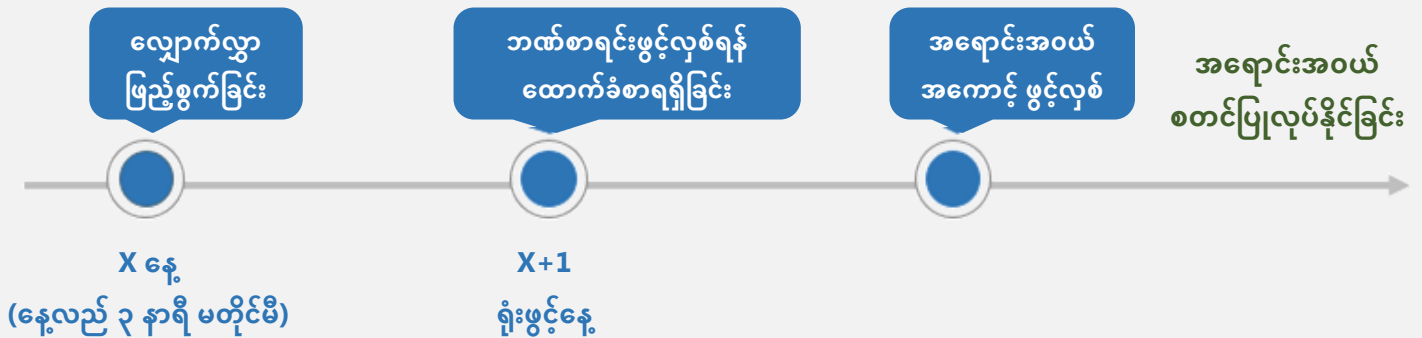 လျှောက်လွှာ
ဖြည့်စွက်ခြင်း
ဘဏ်စာရင်းဖွင့်လှစ်ရန်
ထောက်ခံစာရရှိခြင်း
အရောင်းအဝယ်
အကောင့် ဖွင့်လှစ်
အရောင်းအဝယ်
စတင်ပြုလုပ်နိုင်ခြင်း
X နေ့
(နေ့လည် ၃ နာရီ မတိုင်မီ)
X+1
ရုံးဖွင့်နေ့